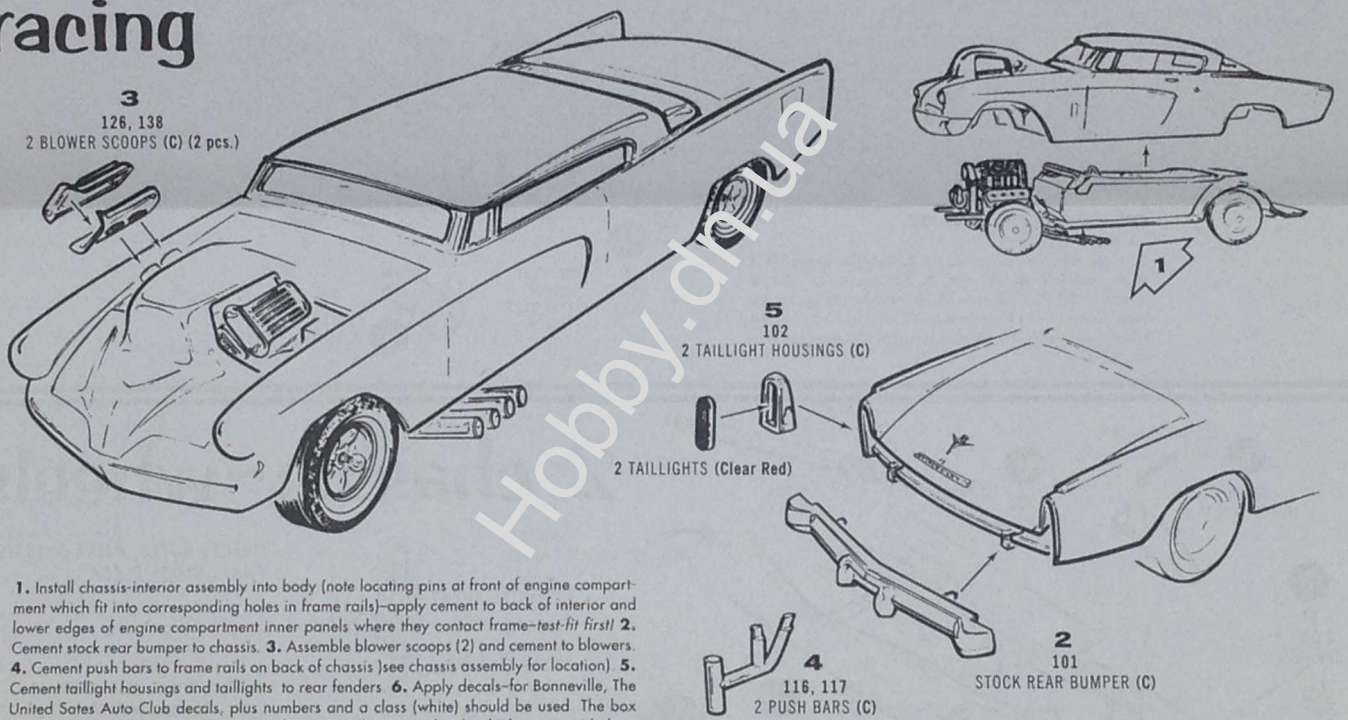 racing
3
126, 138
2 BLOWER SCOOPS (C) (2 pcs.)
1
5
102
2 TAILLIGHT HOUSINGS (C)
2 TAILLIGHTS (Clear Red)
Hobby.dn.ua
2
101
STOCK REAR BUMPER (C)
4
116, 117
2 PUSH BARS (C)
1. Install chassis-interior assembly into body (note locating pins at front of engine compart-
ment which fit into corresponding holes in frame rails)–apply cement to back of interior and
lower edges of engine compartment inner panels where they contact frame–test-fit first! 2.
Cement stock rear bumper to chassis. 3. Assemble blower scoops (2) and cement to blowers.
4. Cement push bars to frame rails on back of chassis )see chassis assembly for location) 5.
Cement taillight housings and taillights to rear fenders 6. Apply decals–for Bonneville, The
United Sates Auto Club decals, plus numbers and a class (white) should be used The box